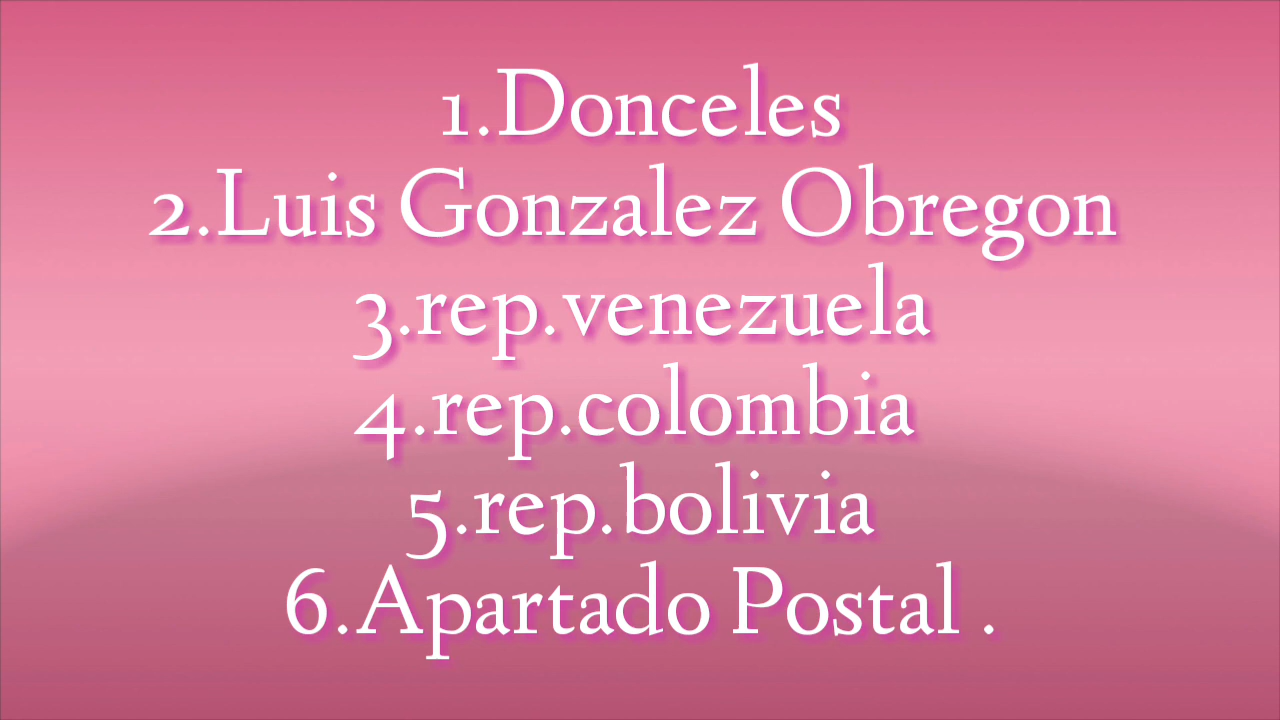 1.Donceles
2.Luis Gonzalez Obregon
3.rep.venezuela
4.rep.colombia
5.rep.bolivia
6.Apartado Postal .